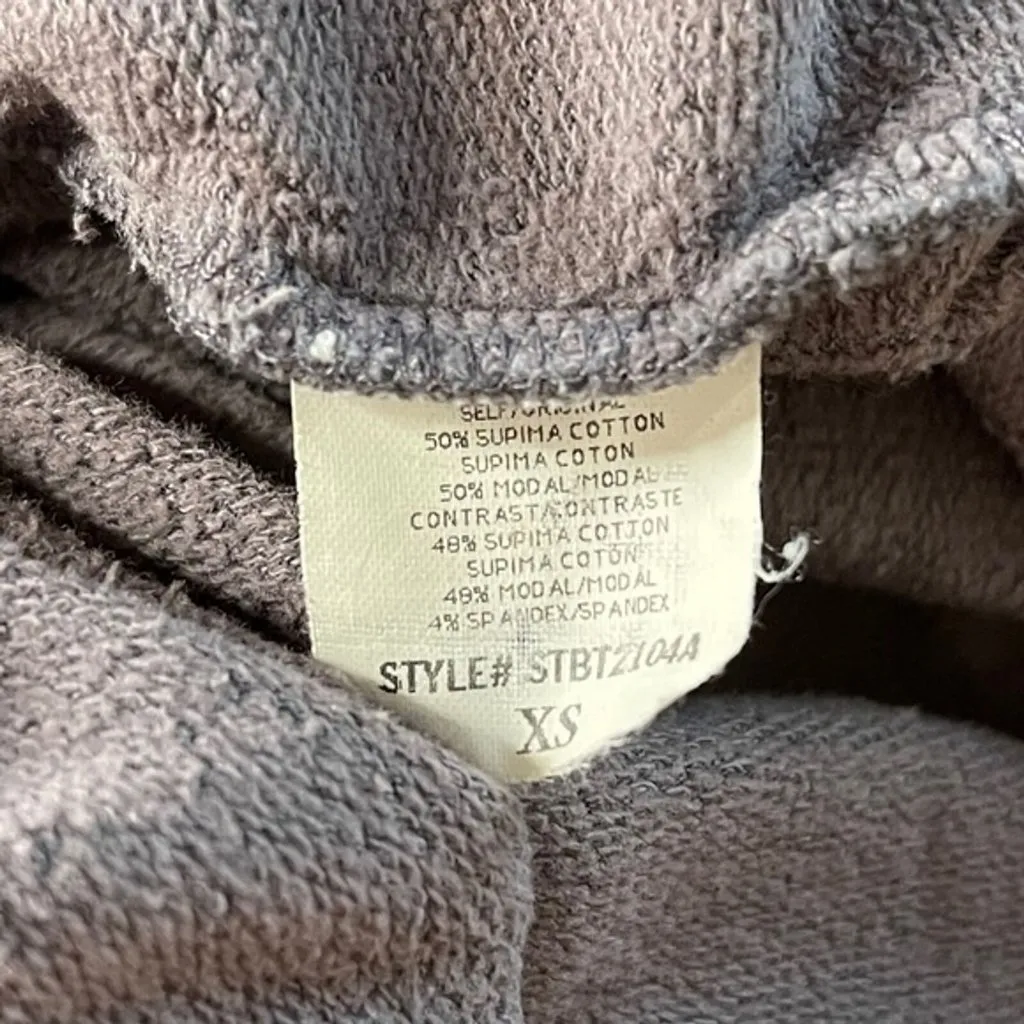 SELF/ORIGINAL
50% SUPIMA COTTON
SUPIMA COTON
50% MODAL/MODAL
CONTRAST/CONTRASTE
48% SUPIMA COTTON
SUPIMA COTON
48% MODAL/MODAL
4% SPANDEX/SPANDEX
STYLE# STBT2104A
XS